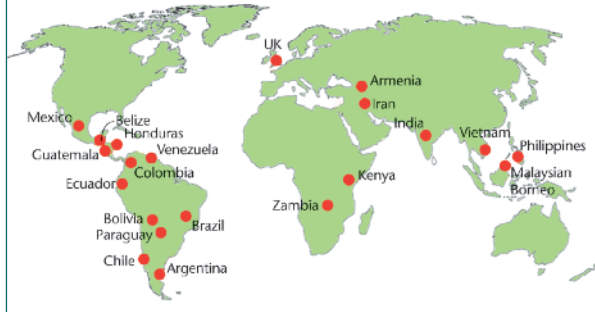 UK
Armenia
Iran
India
Vietnam
Philippines
Malaysian
Borneo
Kenya
Zambia
Mexico
Belize
Honduras
Guatemala
Venezuela
Colombia
Ecuador
Bolivia
Brazil
Paraguay
Chile
Argentina